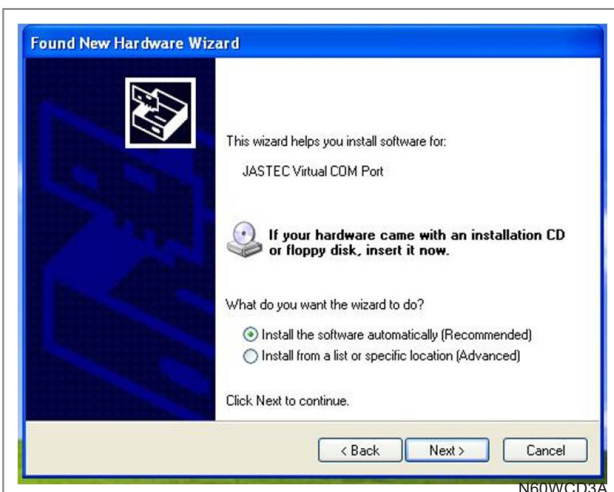 Found New Hardware Wizard
This wizard helps you install software for:
JASTEC Virtual COM Port
If your hardware came with an installation CD
or floppy disk, insert it now.
What do you want the wizard to do?
Install the software automatically (Recommended)
Install from a list or specific location (Advanced)
Click Next to continue.
< Back Next > Cancel
N60WCD3A